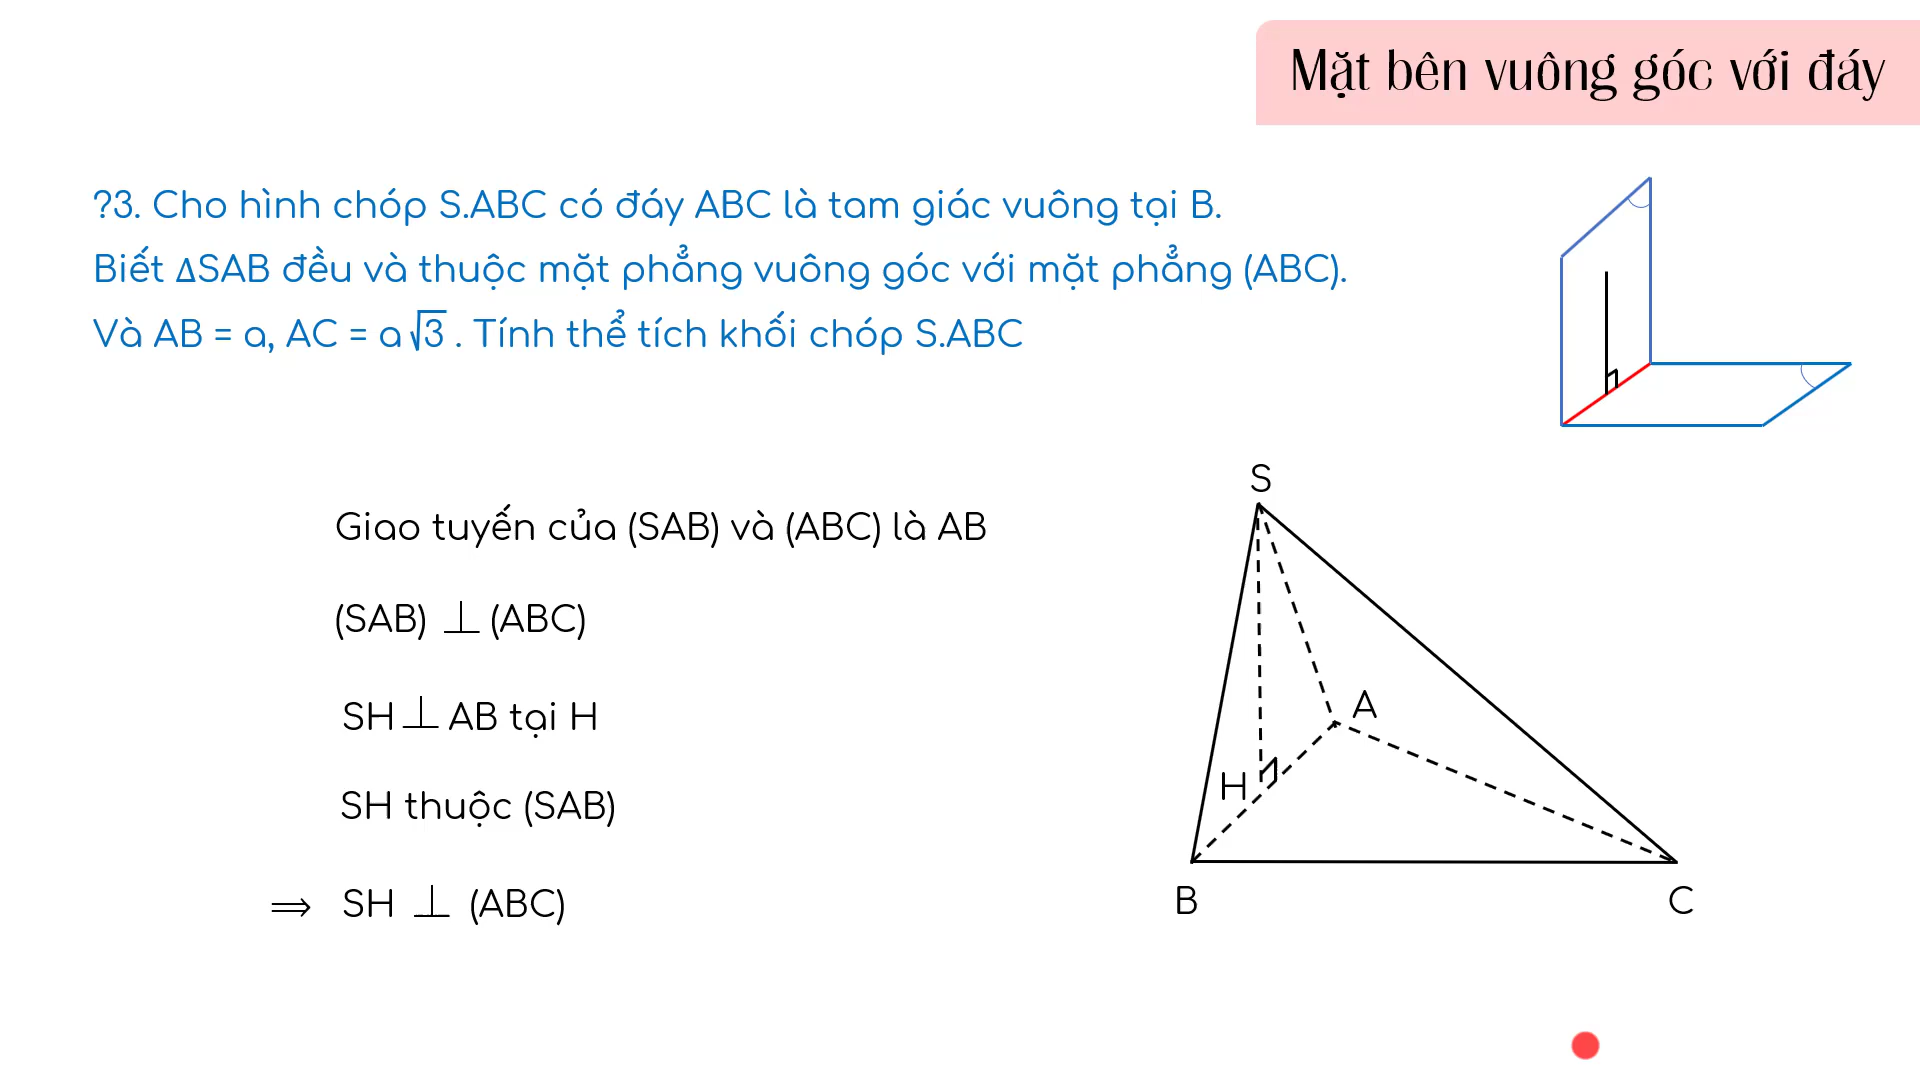 Mặt bên vuông góc với đáy
?3. Cho hình chóp S.ABC có đáy ABC là tam giác vuông tại B.
Biết ΔSAB đều và thuộc mặt phẳng vuông góc với mặt phẳng (ABC).
Và AB = a, AC = a√3 . Tính thể tích khối chóp S.ABC
Giao tuyến của (SAB) và (ABC) là AB
(SAB) ⊥ (ABC)
SH ⊥ AB tại H
SH thuộc (SAB)
⟹ SH ⊥ (ABC)
S
A
H
B
C